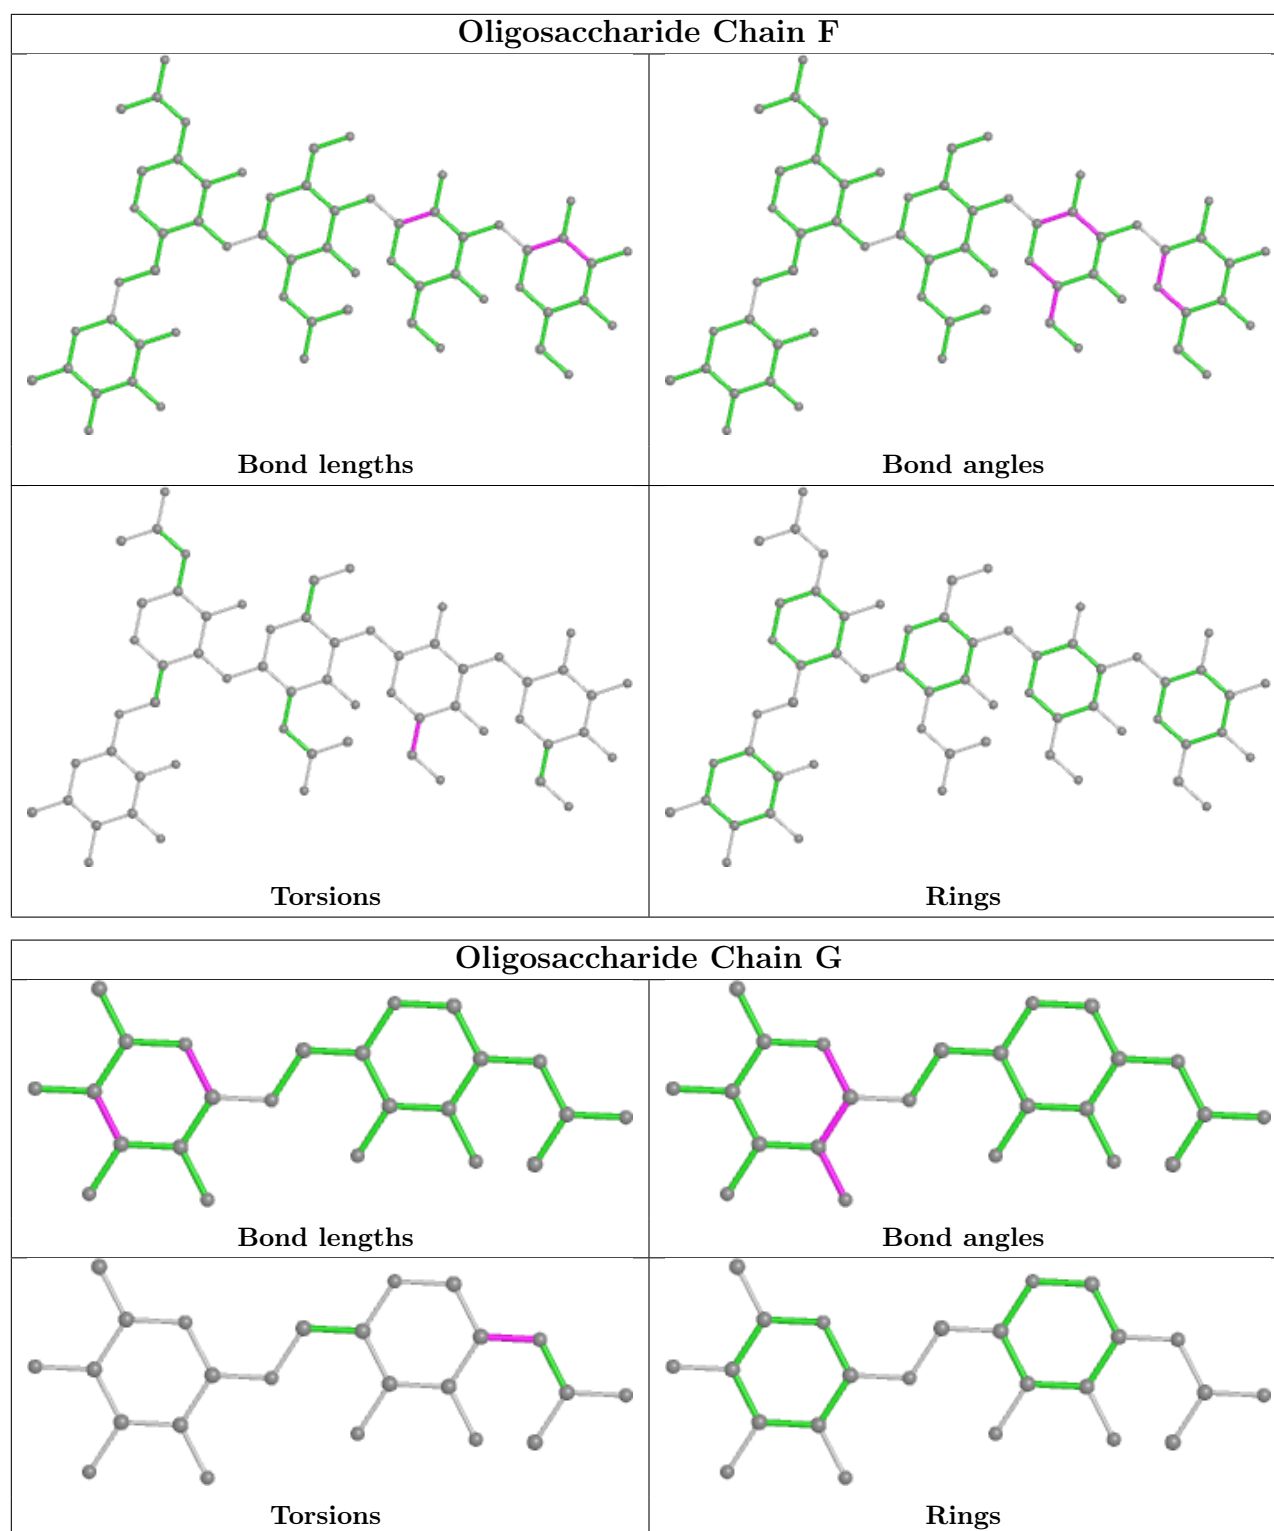 Oligosaccharide Chain F
Bond lengths
Bond angles
Torsions
Rings
Oligosaccharide Chain G
Bond lengths
Bond angles
Torsions
Rings